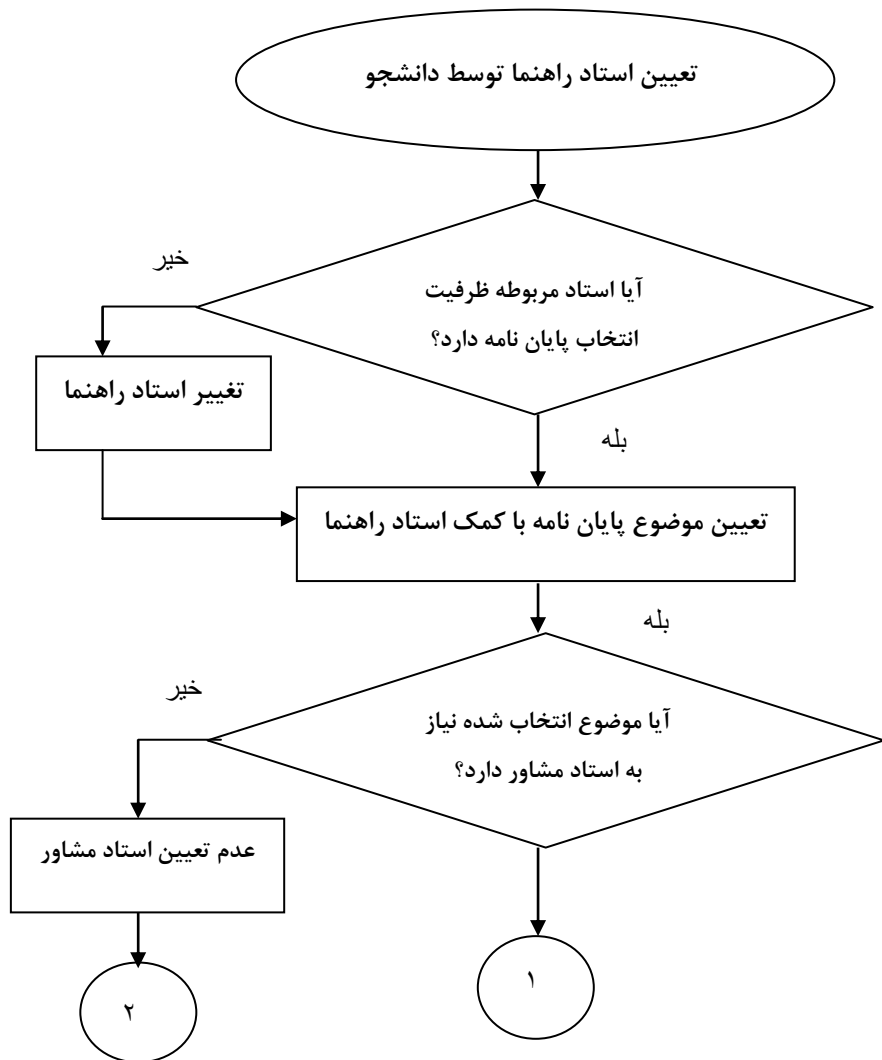 تعیین استاد راهنما توسط دانشجو
خیر
آیا استاد مربوطه ظرفیت
انتخاب پایان نامه دارد؟
تغییر استاد راهنما
بله
تعیین موضوع پایان نامه با کمک استاد راهنما
بله
خیر
آیا موضوع انتخاب شده نیاز
به استاد مشاور دارد؟
عدم تعیین استاد مشاور
۱
۲